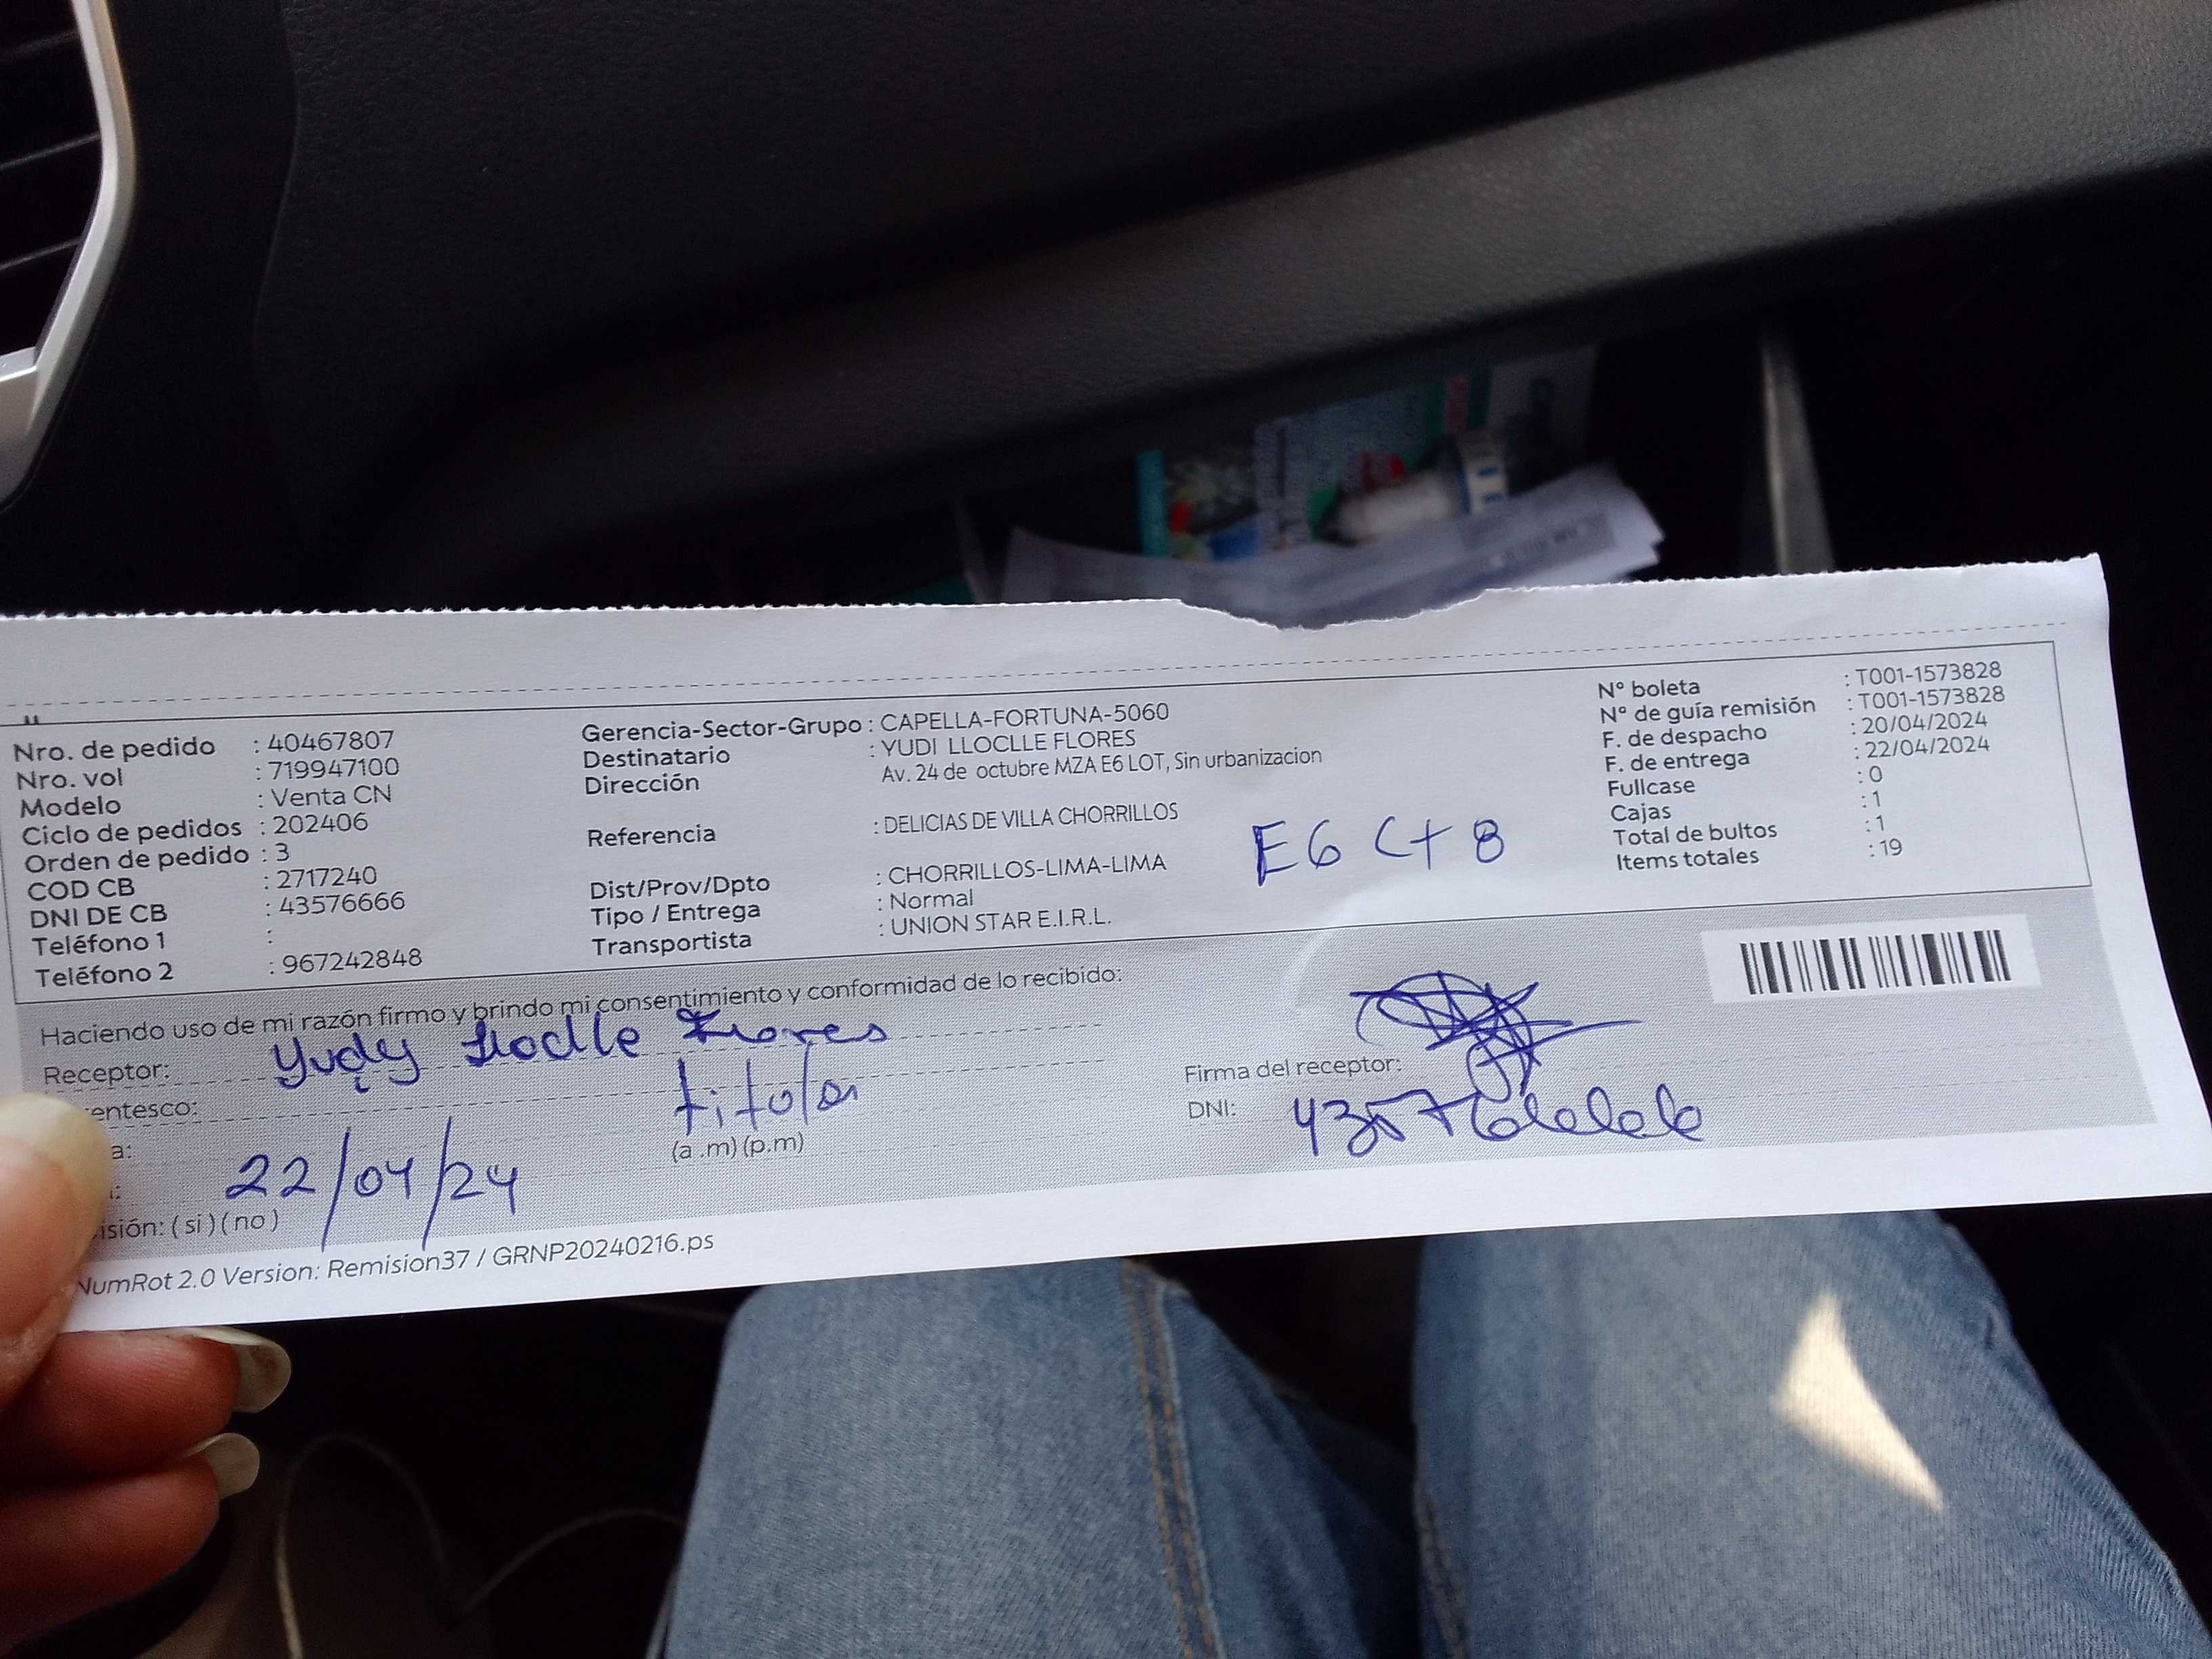 Nro. de pedido : 40467807
Nro. vol : 719947100
Modelo : Venta CN
Ciclo de pedidos : 202406
Orden de pedido : 3
COD CB : 2717240
DNI DE CB : 43576666
Teléfono 1 :
Teléfono 2 : 967242848
Gerencia-Sector-Grupo : CAPELLA-FORTUNA-5060
Destinatario : YUDI LLOCLLE FLORES
Dirección Av. 24 de octubre MZA E6 LOT, Sin urbanizacion
Referencia : DELICIAS DE VILLA CHORRILLOS
Dist/Prov/Dpto : CHORRILLOS-LIMA-LIMA
Tipo / Entrega : Normal
Transportista : UNION STAR E.I.R.L.
E6 Ct 8
N° boleta : T001-1573828
N° de guía remisión : T001-1573828
F. de despacho : 20/04/2024
F. de entrega : 22/04/2024
Fullcase : 0
Cajas : 1
Total de bultos : 1
Items totales : 19
Haciendo uso de mi razón firmo y brindo mi consentimiento y conformidad de lo recibido:
Receptor: Yudy Lloclle Flores
entesco: titular
a:
22/04/24 (a .m) (p.m)
isión: ( si ) ( no )
Firma del receptor:
DNI: 43576666
NumRot 2.0 Version: Remision37 / GRNP20240216.ps